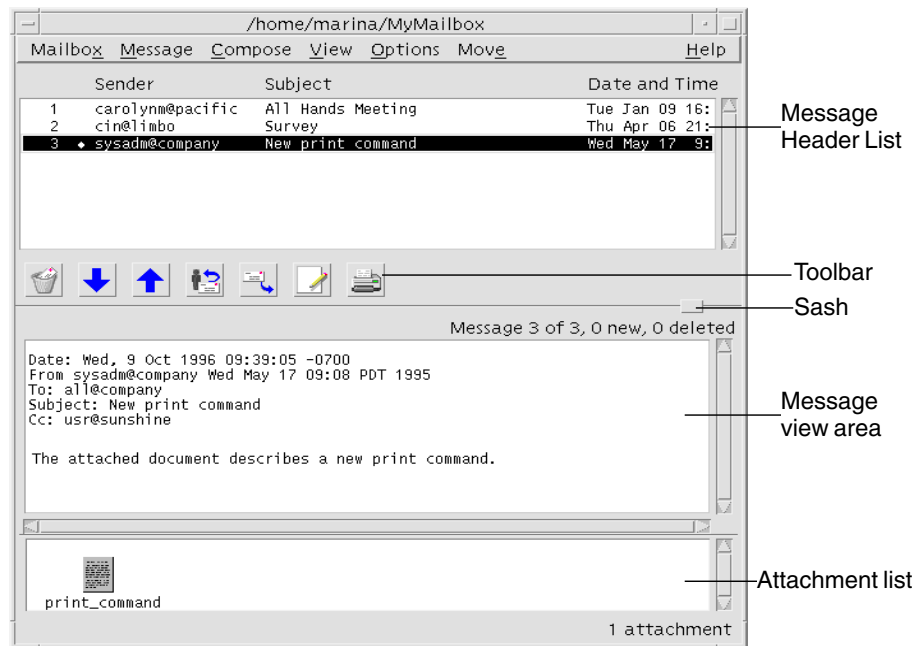 /home/marina/MyMailbox
Mailbox Message Compose View Options Move Help
Sender Subject Date and Time
1 carolynm@pacific All Hands Meeting Tue Jan 09 16:
2 cin@limbo Survey Thu Apr 06 21:
3 ◆ sysadm@company New print command Wed May 17 9:
Message
Header List
Toolbar
Sash
Message 3 of 3, 0 new, 0 deleted
Date: Wed, 9 Oct 1996 09:39:05 -0700
From sysadm@company Wed May 17 09:08 PDT 1995
To: all@company
Subject: New print command
Cc: usr@sunshine
The attached document describes a new print command.
Message
view area
print_command
Attachment list
1 attachment